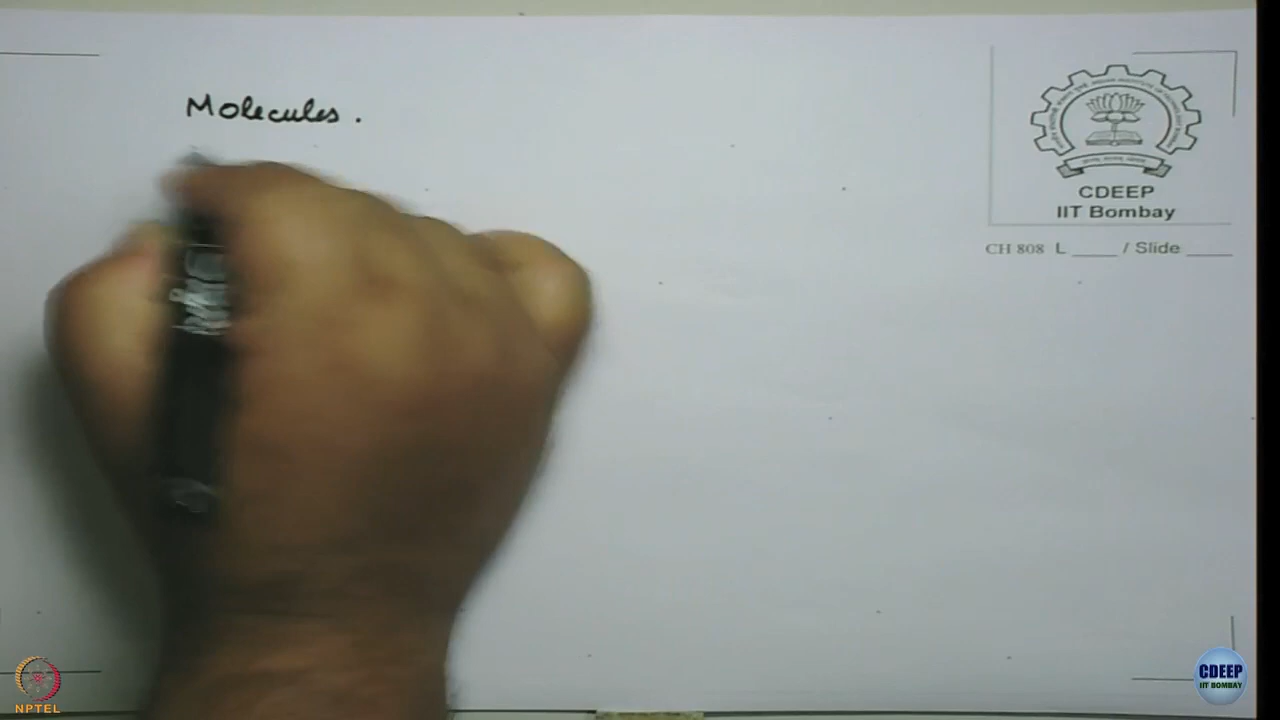 Molecules.
CDEEP
IIT Bombay
CH 808 L ____ / Slide ____
CDEEP
IIT BOMBAY
NPTEL